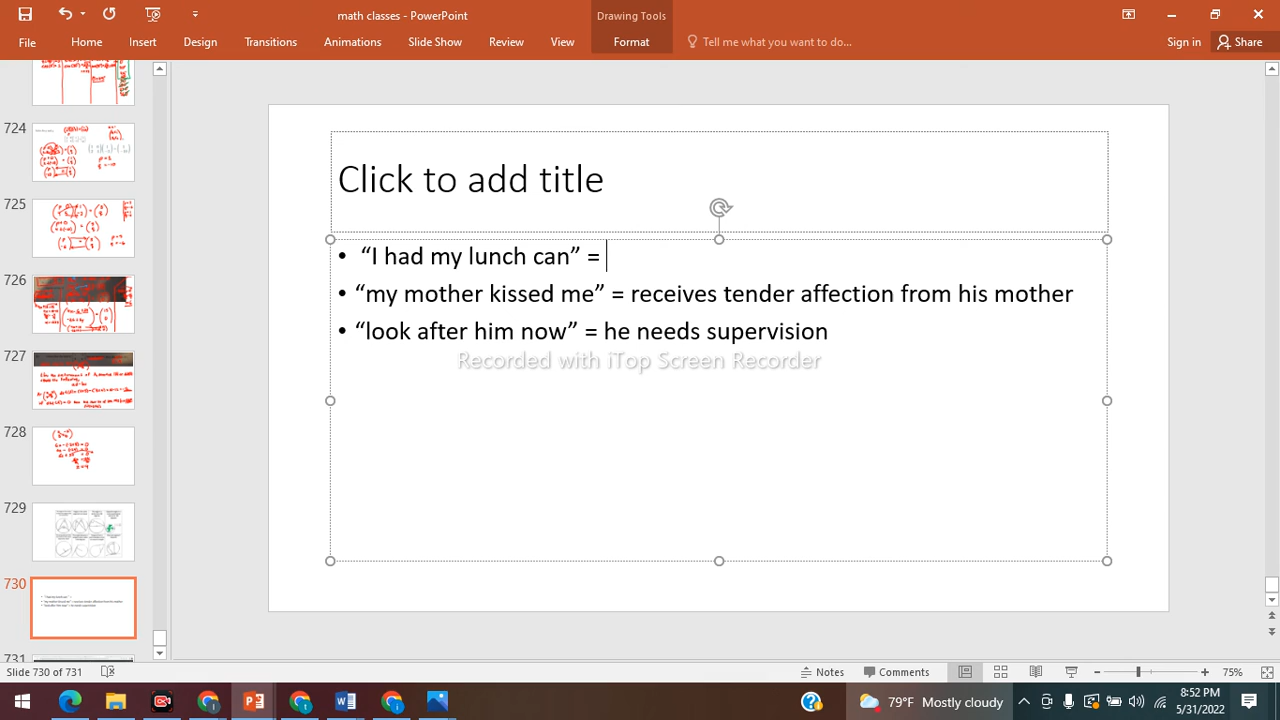 math classes - PowerPoint
Drawing Tools
File
Home
Insert
Design
Transitions
Animations
Slide Show
Review
View
Format
Tell me what you want to do...
Sign in
Share
724
725
726
727
728
729
730
731
Click to add title
• “I had my lunch can” =
• “my mother kissed me” = receives tender affection from his mother
• “look after him now” = he needs supervision
Recorded with iTop Screen Recorder
Slide 730 of 731
Notes
Comments
75%
79°F Mostly cloudy
8:52 PM
5/31/2022